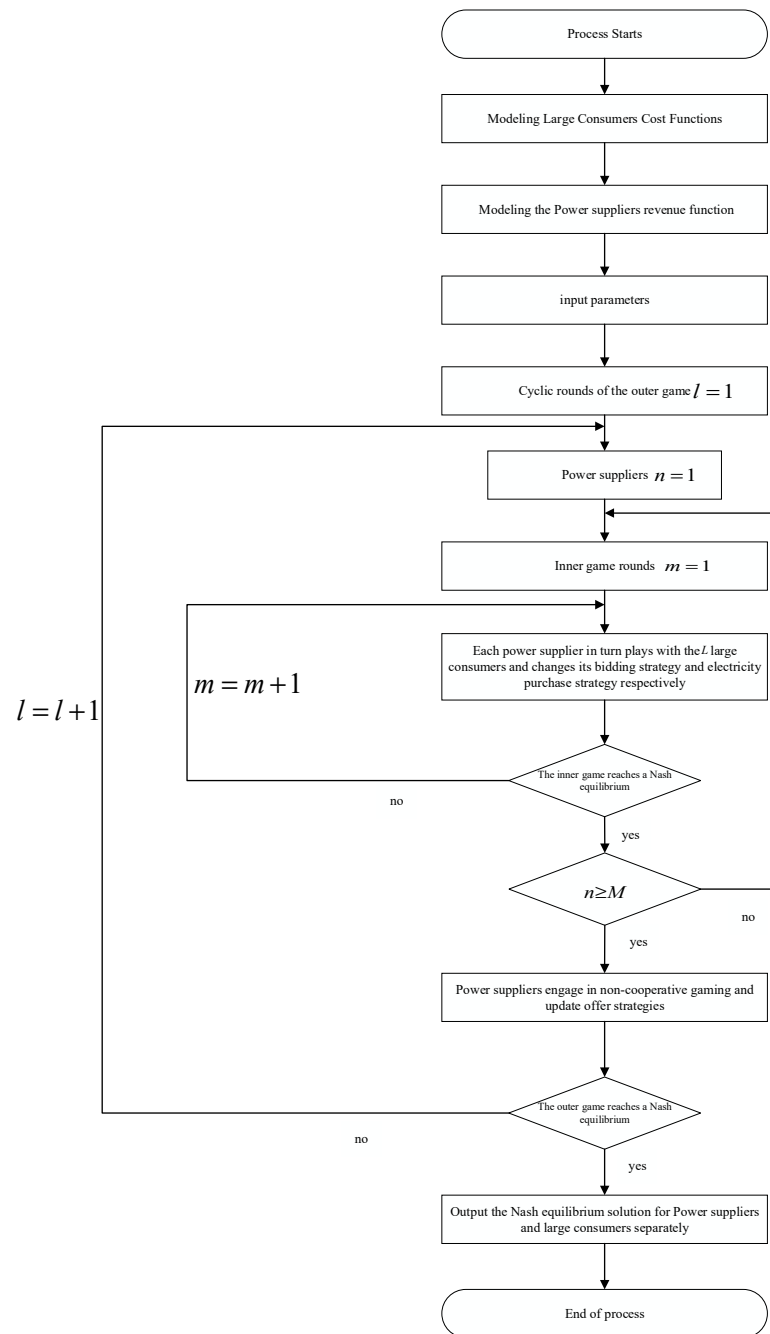 Process Starts
Modeling Large Consumers Cost Functions
Modeling the Power suppliers revenue function
input parameters
Cyclic rounds of the outer game l = 1
Power suppliers n = 1
Inner game rounds m = 1
Each power supplier in turn plays with the L large
consumers and changes its bidding strategy and electricity
purchase strategy respectively
m = m + 1
l = l + 1
The inner game reaches a Nash
equilibrium
no
yes
n≥M
no
yes
Power suppliers engage in non-cooperative gaming and
update offer strategies
The outer game reaches a Nash
equilibrium
no
yes
Output the Nash equilibrium solution for Power suppliers
and large consumers separately
End of process